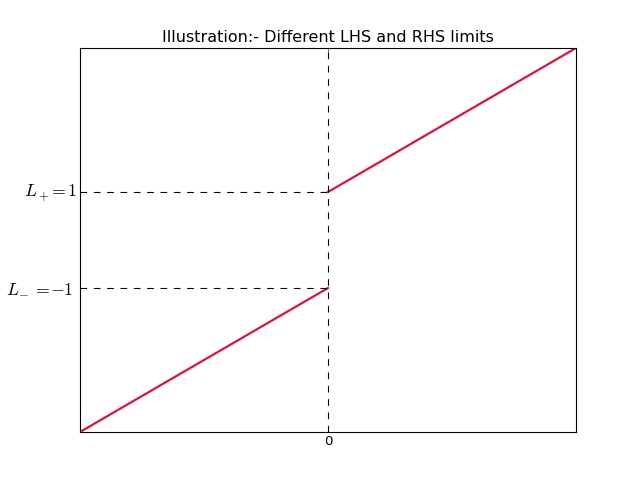 Illustration:- Different LHS and RHS limits
L₊=1
L₋=−1
0